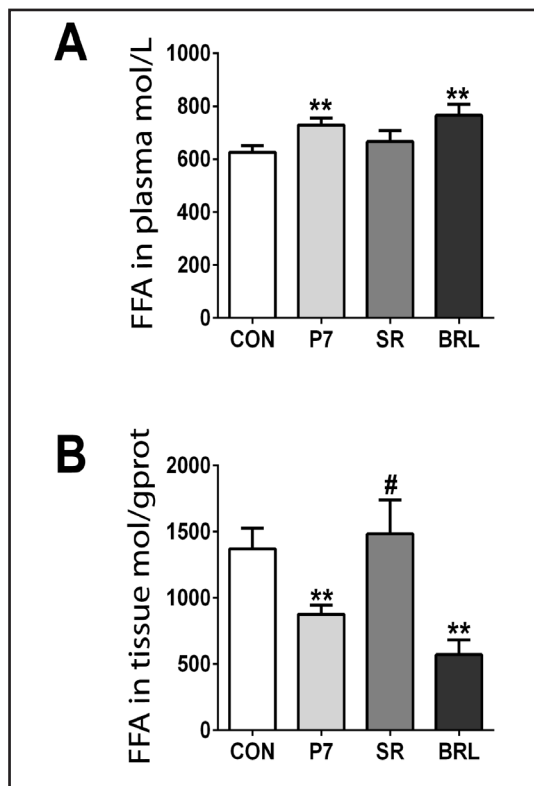 A
FFA in plasma mol/L
1000
800
600
400
200
0
**
**
CON P7 SR BRL
B
FFA in tissue mol/gprot
2000
1500
1000
500
0
**
#
**
CON P7 SR BRL